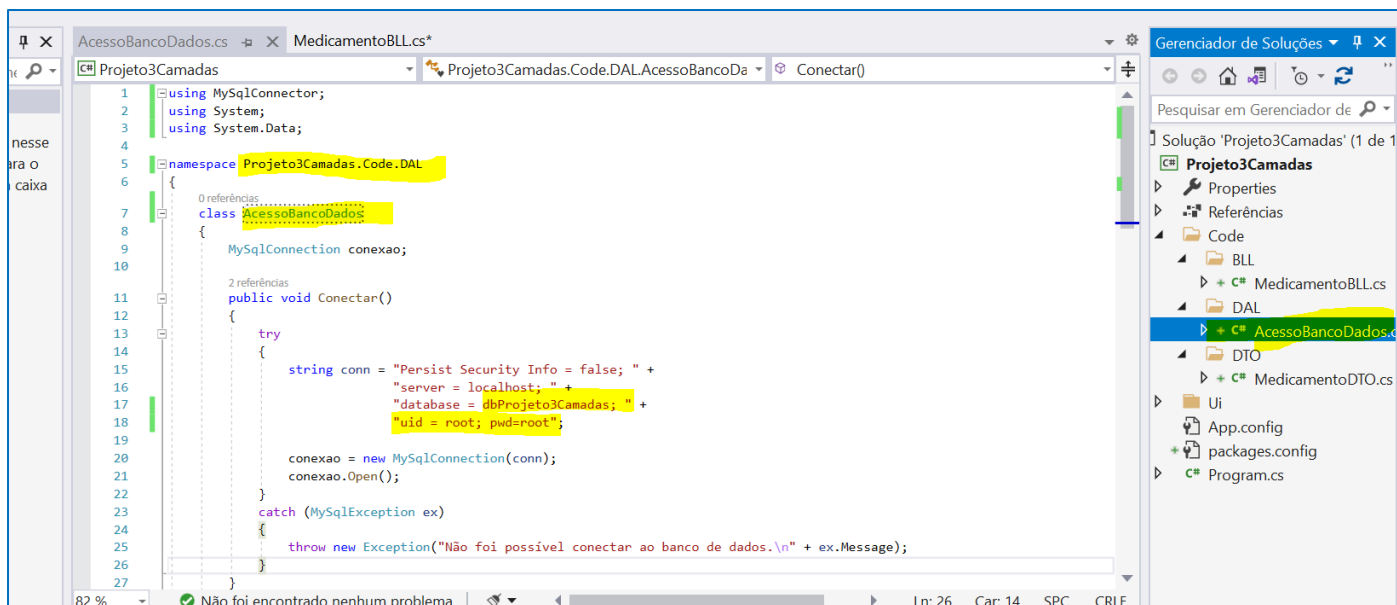 AcessoBancoDados.cs MedicamentoBLL.cs*
Projeto3Camadas Projeto3Camadas.Code.DAL.AcessoBancoDa Conectar()
nesse
ara o
caixa
1 using MySqlConnector;
2 using System;
3 using System.Data;
4
5 namespace Projeto3Camadas.Code.DAL
6 {
0 referências
7 class AcessoBancoDados
8 {
9 MySqlConnection conexao;
10
2 referências
11 public void Conectar()
12 {
13 try
14 {
15 string conn = "Persist Security Info = false; " +
16 "server = localhost; " +
17 "database = dbProjeto3Camadas; " +
18 "uid = root; pwd=root";
19
20 conexao = new MySqlConnection(conn);
21 conexao.Open();
22 }
23 catch (MySqlException ex)
24 {
25 throw new Exception("Não foi possível conectar ao banco de dados.\n" + ex.Message);
26 }
27 }
82 % Não foi encontrado nenhum problema. Ln: 26 Car: 14 SPC CRLF
Gerenciador de Soluções
Pesquisar em Gerenciador de
Solução 'Projeto3Camadas' (1 de 1
C# Projeto3Camadas
Properties
Referências
Code
BLL
+ C# MedicamentoBLL.cs
DAL
+ C# AcessoBancoDados.c
DTO
+ C# MedicamentoDTO.cs
Ui
App.config
+ packages.config
C# Program.cs